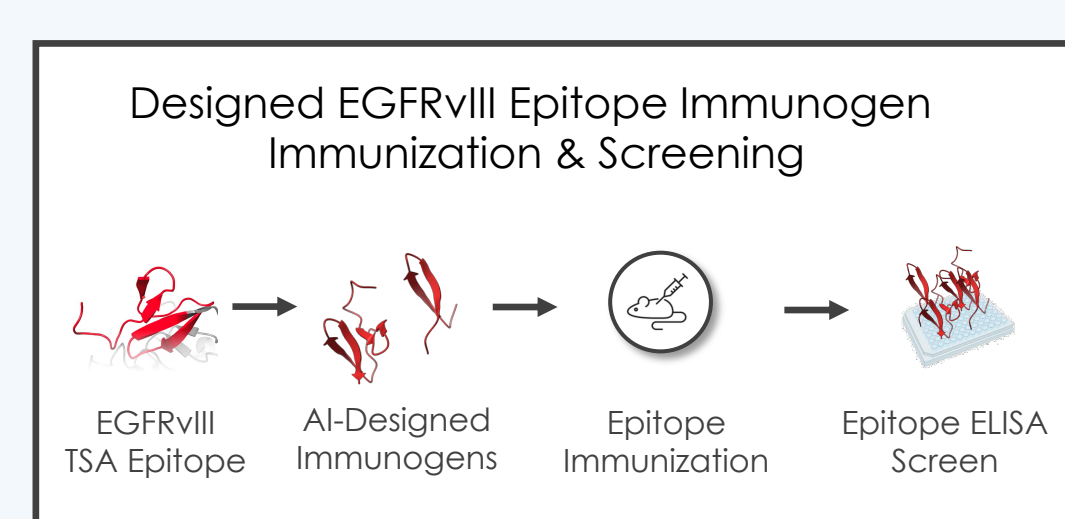 Designed EGFRvIII Epitope Immunogen
Immunization & Screening
EGFRvIII
TSA Epitope
AI-Designed
Immunogens
Epitope
Immunization
Epitope ELISA
Screen